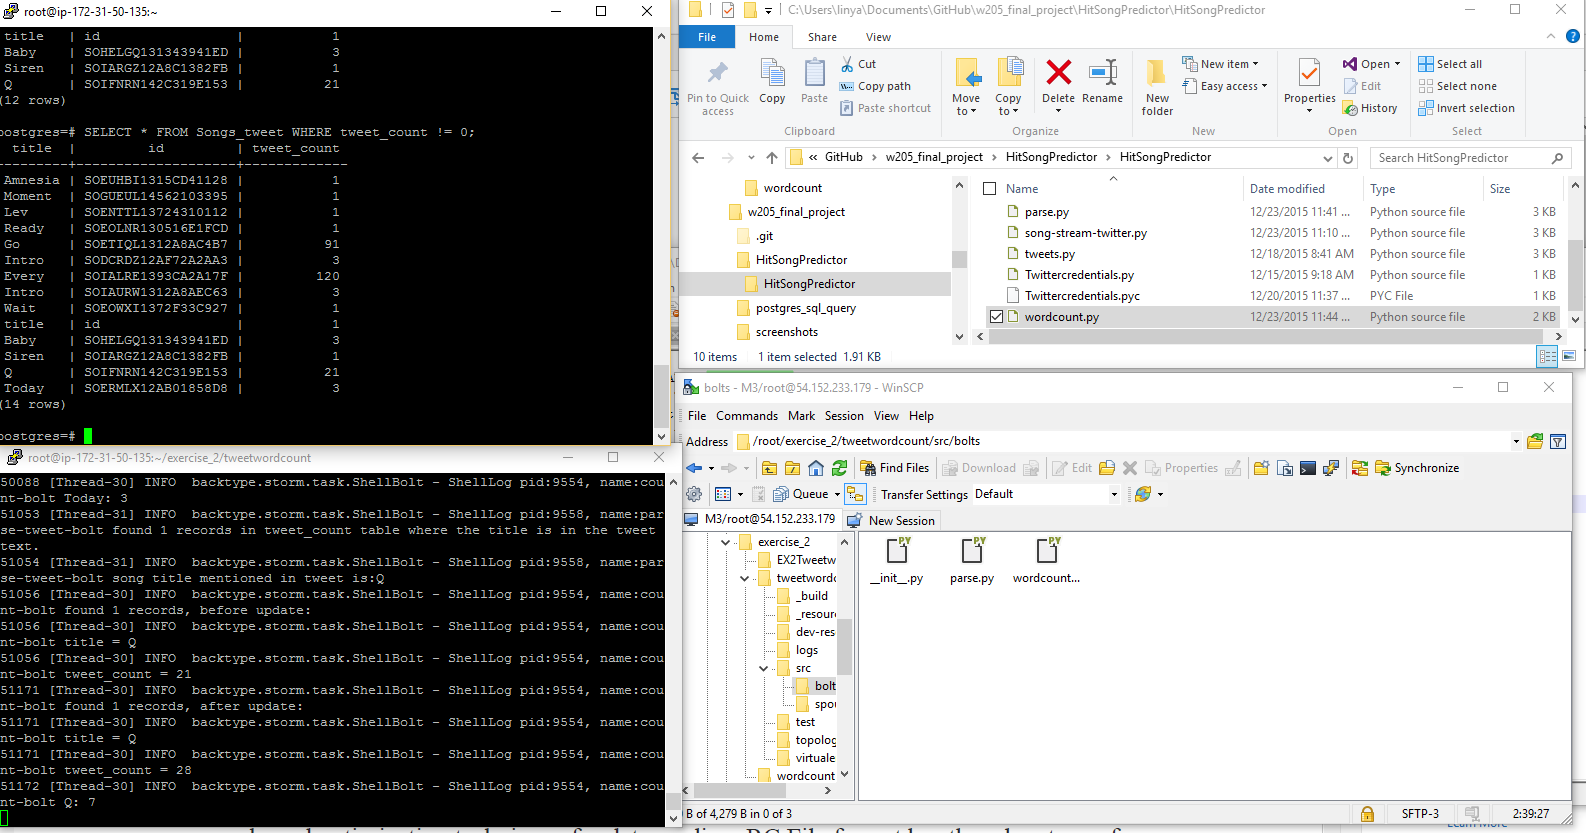 root@ip-172-31-50-135:~
title | id | 1
Baby | SOHELGQ131343941ED | 3
Siren | SOIARGZ12A8C1382FB | 1
Q | SOIFNRN142C319E153 | 21
(12 rows)
postgres=# SELECT * FROM Songs_tweet WHERE tweet_count != 0;
title | id | tweet_count
---------+--------------------+-------------
Amnesia | SOEUHBI1315CD41128 | 1
Moment | SOGUEUL14562103395 | 1
Lev | SOENTTL13724310112 | 1
Ready | SOEOLNR130516E1FCD | 1
Go | SOETIQL1312A8AC4B7 | 91
Intro | SODCRDZ12AF72A2AA3 | 3
Every | SOIALRE1393CA2A17F | 120
Intro | SOIAURW1312A8AEC63 | 3
Wait | SOEOWXI1372F33C927 | 1
title | id | 1
Baby | SOHELGQ131343941ED | 3
Siren | SOIARGZ12A8C1382FB | 1
Q | SOIFNRN142C319E153 | 21
Today | SOERMLX12AB01858D8 | 3
(14 rows)
postgres=#
root@ip-172-31-50-135:~/exercise_2/tweetwordcount
50088 [Thread-30] INFO backtype.storm.task.ShellBolt - ShellLog pid:9554, name:cou
nt-bolt Today: 3
51053 [Thread-31] INFO backtype.storm.task.ShellBolt - ShellLog pid:9558, name:par
se-tweet-bolt found 1 records in tweet_count table where the title is in the tweet
text.
51054 [Thread-31] INFO backtype.storm.task.ShellBolt - ShellLog pid:9558, name:par
se-tweet-bolt song title mentioned in tweet is:Q
51056 [Thread-30] INFO backtype.storm.task.ShellBolt - ShellLog pid:9554, name:cou
nt-bolt found 1 records, before update:
51056 [Thread-30] INFO backtype.storm.task.ShellBolt - ShellLog pid:9554, name:cou
nt-bolt title = Q
51056 [Thread-30] INFO backtype.storm.task.ShellBolt - ShellLog pid:9554, name:cou
nt-bolt tweet_count = 21
51171 [Thread-30] INFO backtype.storm.task.ShellBolt - ShellLog pid:9554, name:cou
nt-bolt found 1 records, after update:
51171 [Thread-30] INFO backtype.storm.task.ShellBolt - ShellLog pid:9554, name:cou
nt-bolt title = Q
51171 [Thread-30] INFO backtype.storm.task.ShellBolt - ShellLog pid:9554, name:cou
nt-bolt tweet_count = 28
51172 [Thread-30] INFO backtype.storm.task.ShellBolt - ShellLog pid:9554, name:cou
nt-bolt Q: 7
C:\Users\linya\Documents\GitHub\w205_final_project\HitSongPredictor\HitSongPredictor
File Home Share View
Pin to Quick access
Copy
Paste
Cut
Copy path
Paste shortcut
Move to
Copy to
Delete
Rename
New folder
New item
Easy access
Properties
Open
Edit
History
Select all
Select none
Invert selection
Clipboard Organize New Open Select
« GitHub > w205_final_project > HitSongPredictor > HitSongPredictor
Search HitSongPredictor
wordcount
w205_final_project
.git
HitSongPredictor
HitSongPredictor
postgres_sql_query
screenshots
Name Date modified Type Size
parse.py 12/23/2015 11:41 ... Python source file 3 KB
song-stream-twitter.py 12/23/2015 11:10 ... Python source file 3 KB
tweets.py 12/18/2015 8:41 AM Python source file 3 KB
Twittercredentials.py 12/15/2015 9:18 AM Python source file 1 KB
Twittercredentials.pyc 12/20/2015 11:37 ... PYC File 1 KB
wordcount.py 12/23/2015 11:44 ... Python source file 2 KB
10 items 1 item selected 1.91 KB
bolts - M3/root@54.152.233.179 - WinSCP
File Commands Mark Session View Help
Address /root/exercise_2/tweetwordcount/src/bolts
Find Files Download Edit Properties Synchronize
Queue Transfer Settings Default
M3/root@54.152.233.179 New Session
exercise_2
EX2Tweetw
tweetwordc
_build
_resour
dev-res
logs
src
bolt
spou
test
topolog
virtuale
wordcount
__init__.py
parse.py
wordcount...
B of 4,279 B in 0 of 3
SFTP-3 2:39:27
Learn More